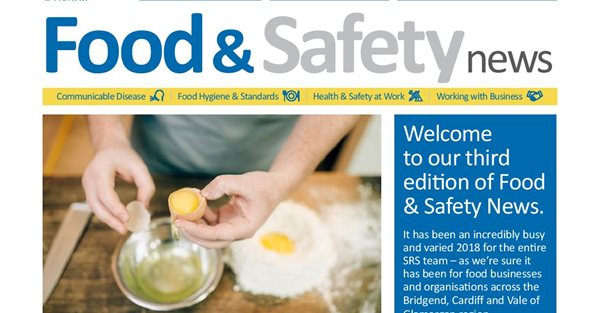 Food & Safety news
Communicable Disease
Food Hygiene & Standards
Health & Safety at Work
Working with Business
Welcome
to our third
edition of Food
& Safety News.
It has been an incredibly busy
and varied 2018 for the entire
SRS team – as we're sure it
has been for food businesses
and organisations across the
Bridgend, Cardiff and Vale of